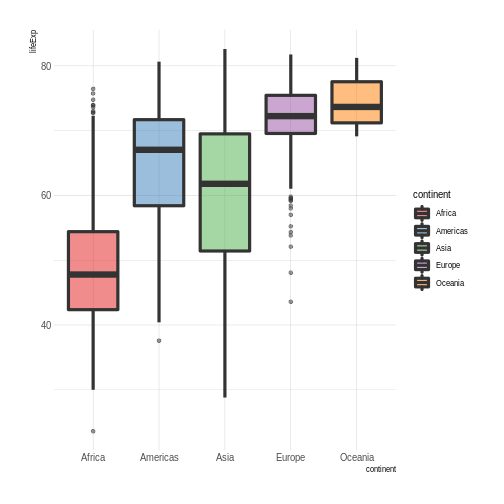 lifeExp
80
60
40
Africa
Americas
Asia
Europe
Oceania
continent
continent
Africa
Americas
Asia
Europe
Oceania